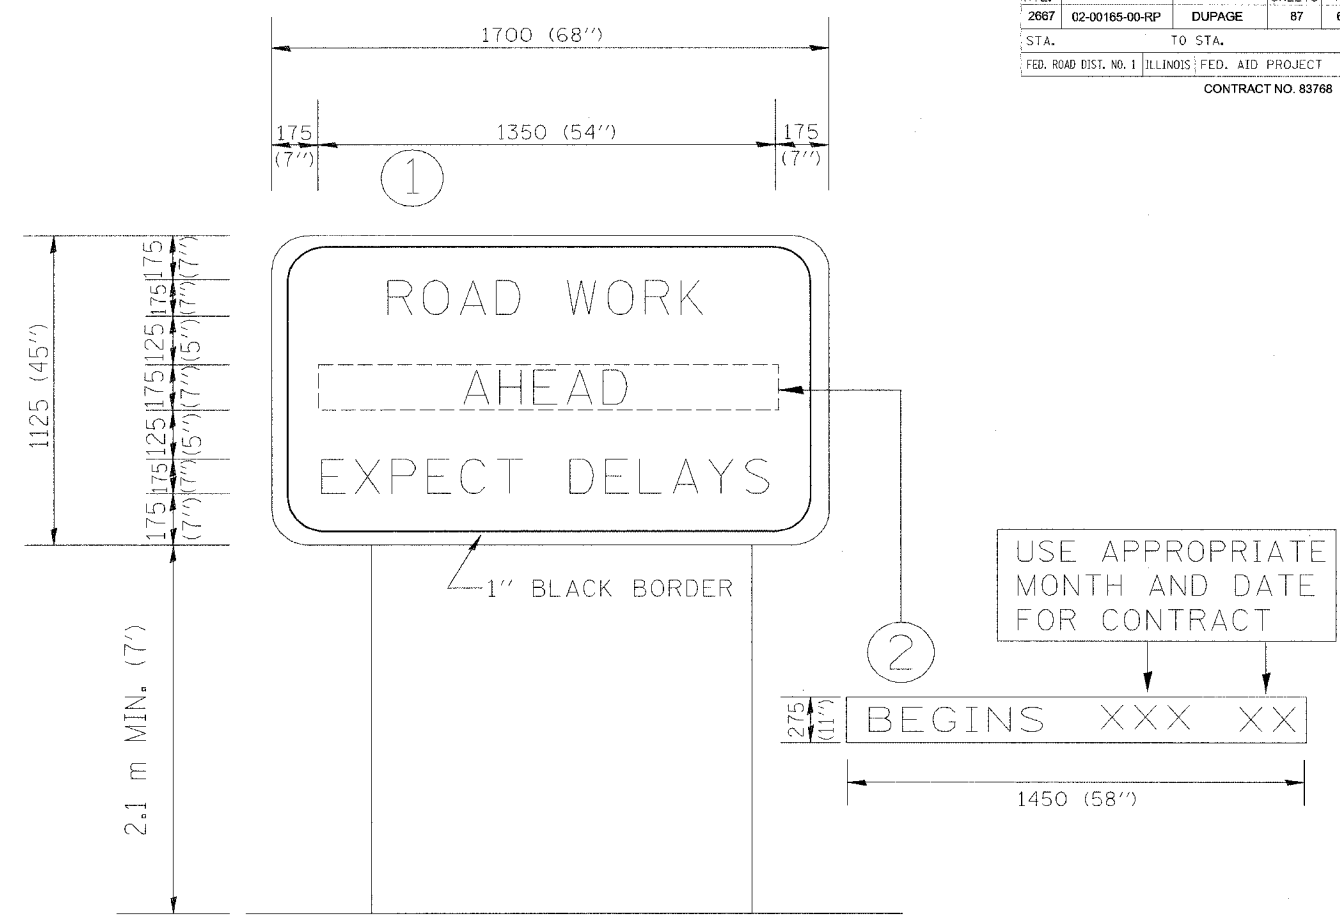 2667 02-00165-00-RP DUPAGE 87
STA. TO STA.
FED. ROAD DIST. NO. 1 ILLINOIS FED. AID PROJECT
CONTRACT NO. 83768
1700 (68'')
175 (7'')
1350 (54'')
175 (7'')
1
1125 (45'')
175 (7'')
175 (7'')
125 (5'')
175 (7'')
125 (5'')
175 (7'')
175 (7'')
ROAD WORK
AHEAD
EXPECT DELAYS
1'' BLACK BORDER
2.1 m MIN. (7')
2
USE APPROPRIATE
MONTH AND DATE
FOR CONTRACT
275 (11'')
BEGINS XXX XX
1450 (58'')